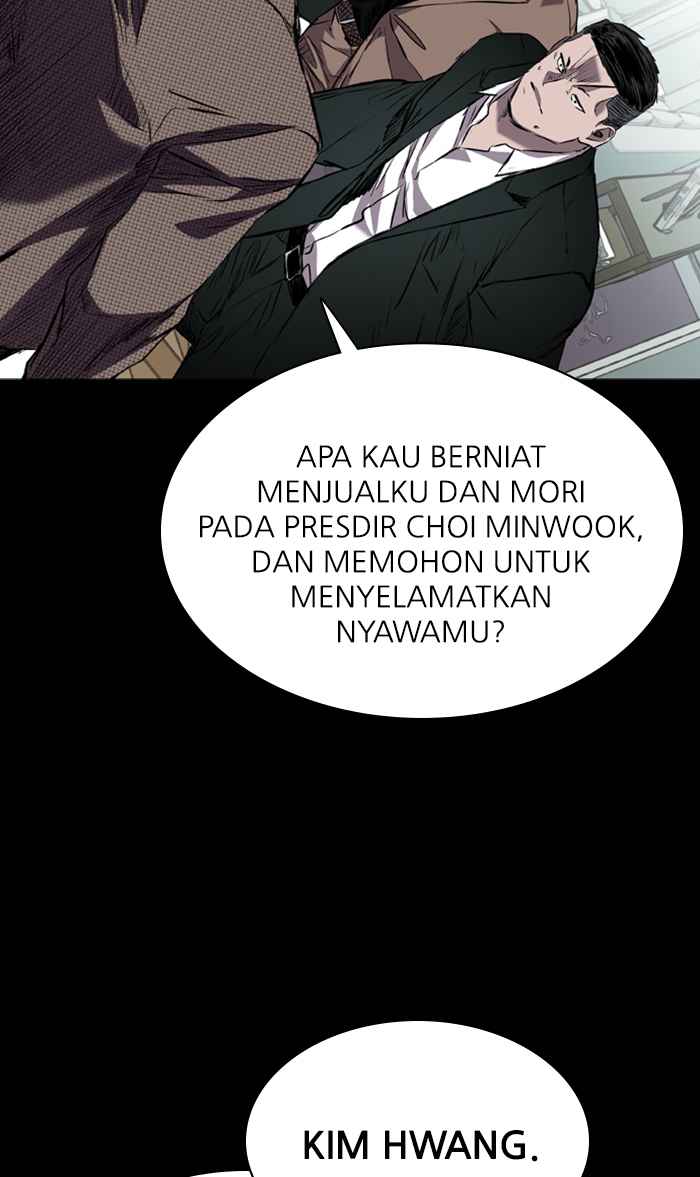 APA KAU BERNIAT
MENJUALKU DAN MORI
PADA PRESDIR CHOI MINWOOK,
DAN MEMOHON UNTUK
MENYELAMATKAN
NYAWAMU?
KIM HWANG.